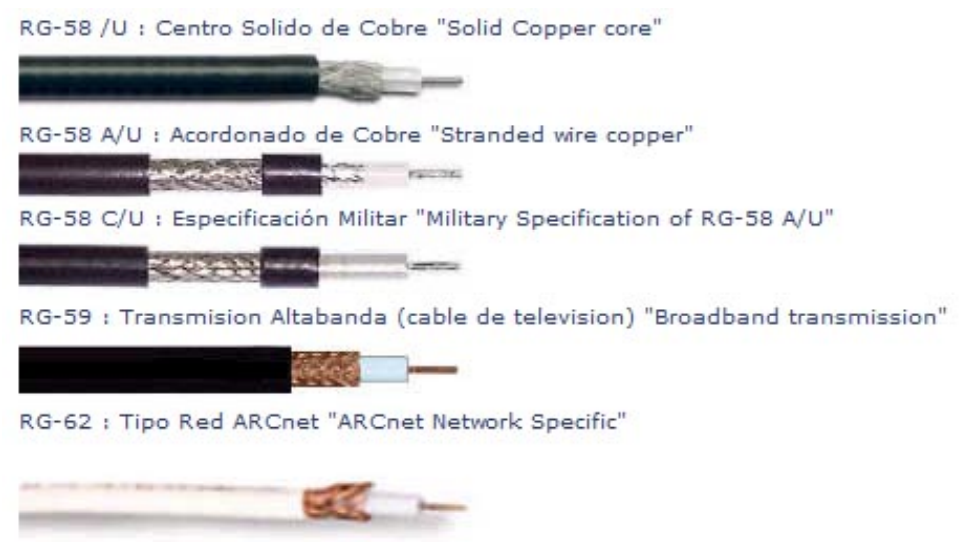 RG-58 /U : Centro Solido de Cobre "Solid Copper core"
RG-58 A/U : Acordonado de Cobre "Stranded wire copper"
RG-58 C/U : Especificación Militar "Military Specification of RG-58 A/U"
RG-59 : Transmision Altabanda (cable de television) "Broadband transmission"
RG-62 : Tipo Red ARCnet "ARCnet Network Specific"